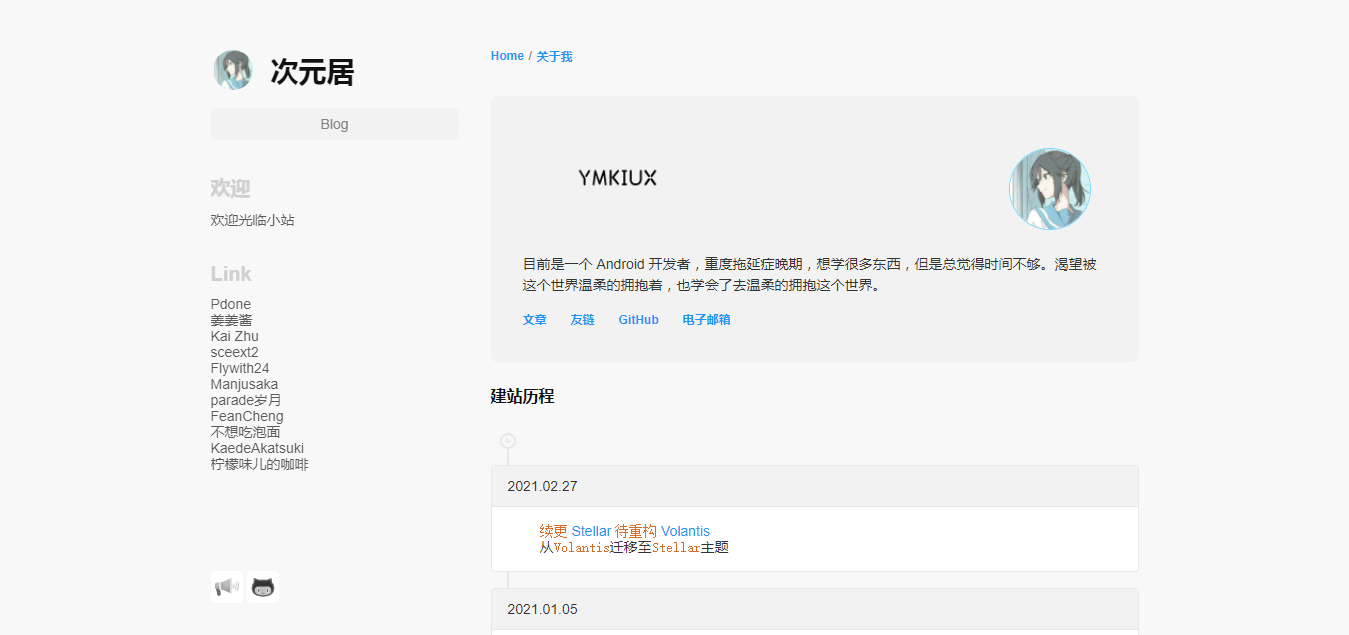 次元居
Blog
欢迎
欢迎光临小站
Link
Pdone
姜姜酱
Kai Zhu
sceext2
Flywith24
Manjusaka
parade岁月
FeanCheng
不想吃泡面
KaedeAkatsuki
柠檬味儿的咖啡
Home / 关于我
YMKIUX
目前是一个 Android 开发者，重度拖延症晚期，想学很多东西，但是总觉得时间不够。渴望被
这个世界温柔的拥抱着，也学会了去温柔的拥抱这个世界。
文章 友链 GitHub 电子邮箱
建站历程
2021.02.27
续更 Stellar 待重构 Volantis
从Volantis迁移至Stellar主题
2021.01.05